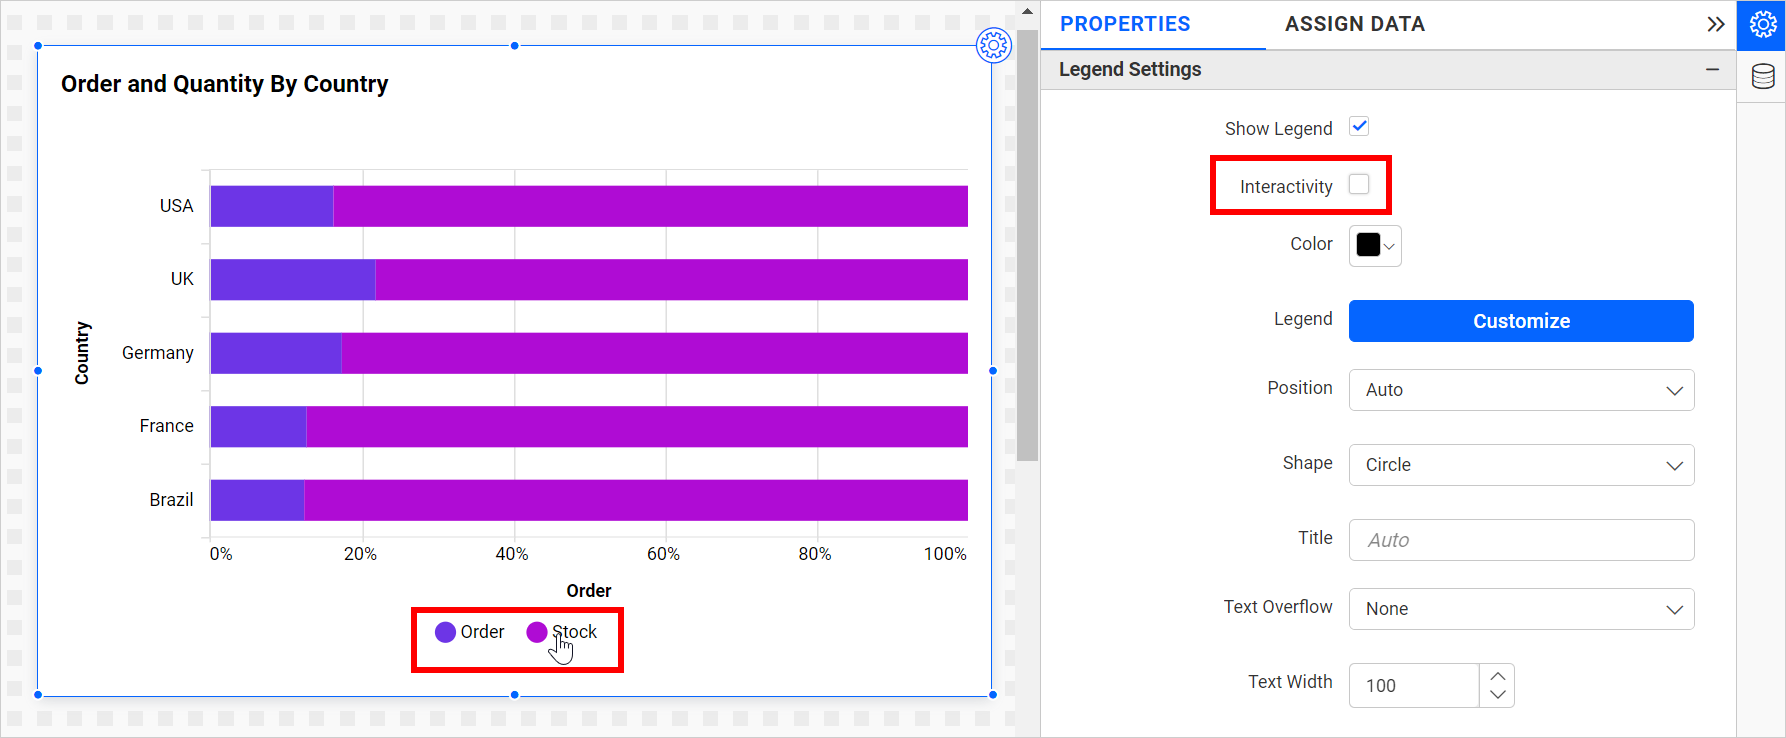 Order and Quantity By Country
Country
USA
UK
Germany
France
Brazil
0% 20% 40% 60% 80% 100%
Order
Order Stock
PROPERTIES ASSIGN DATA
Legend Settings
Show Legend
Interactivity
Color
Legend Customize
Position Auto
Shape Circle
Title Auto
Text Overflow None
Text Width 100